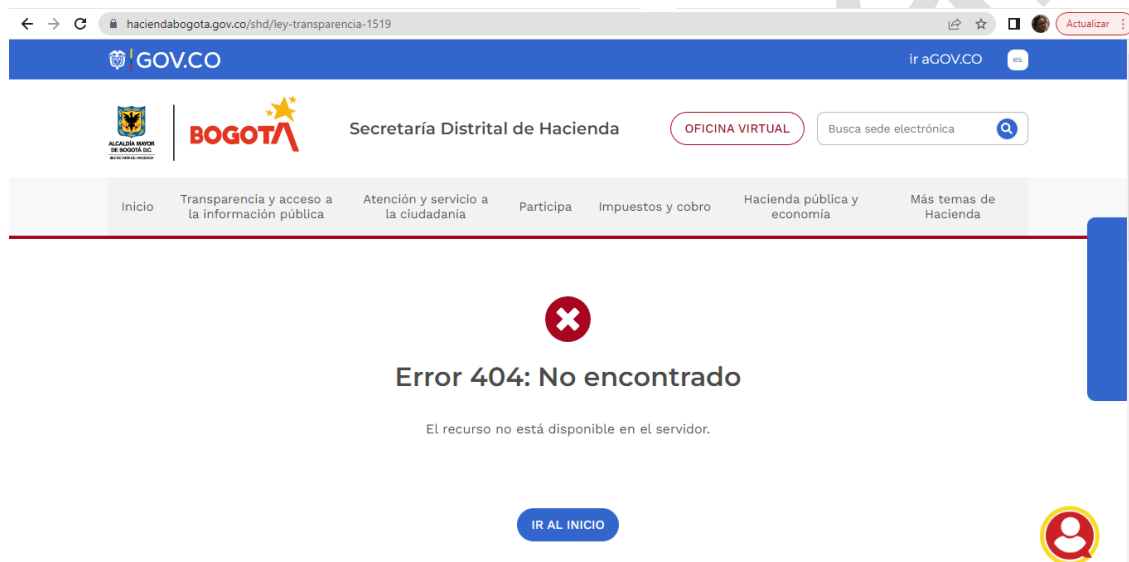 haciendabogota.gov.co/shd/ley-transparencia-1519
Actualizar
GOV.CO
ir aGOV.CO
es
ALCALDÍA MAYOR
DE BOGOTÁ D.C.
BOGOTÁ
Secretaría Distrital de Hacienda
OFICINA VIRTUAL
Busca sede electrónica
Inicio
Transparencia y acceso a
la información pública
Atención y servicio a
la ciudadanía
Participa
Impuestos y cobro
Hacienda pública y
economía
Más temas de
Hacienda
Error 404: No encontrado
El recurso no está disponible en el servidor.
IR AL INICIO